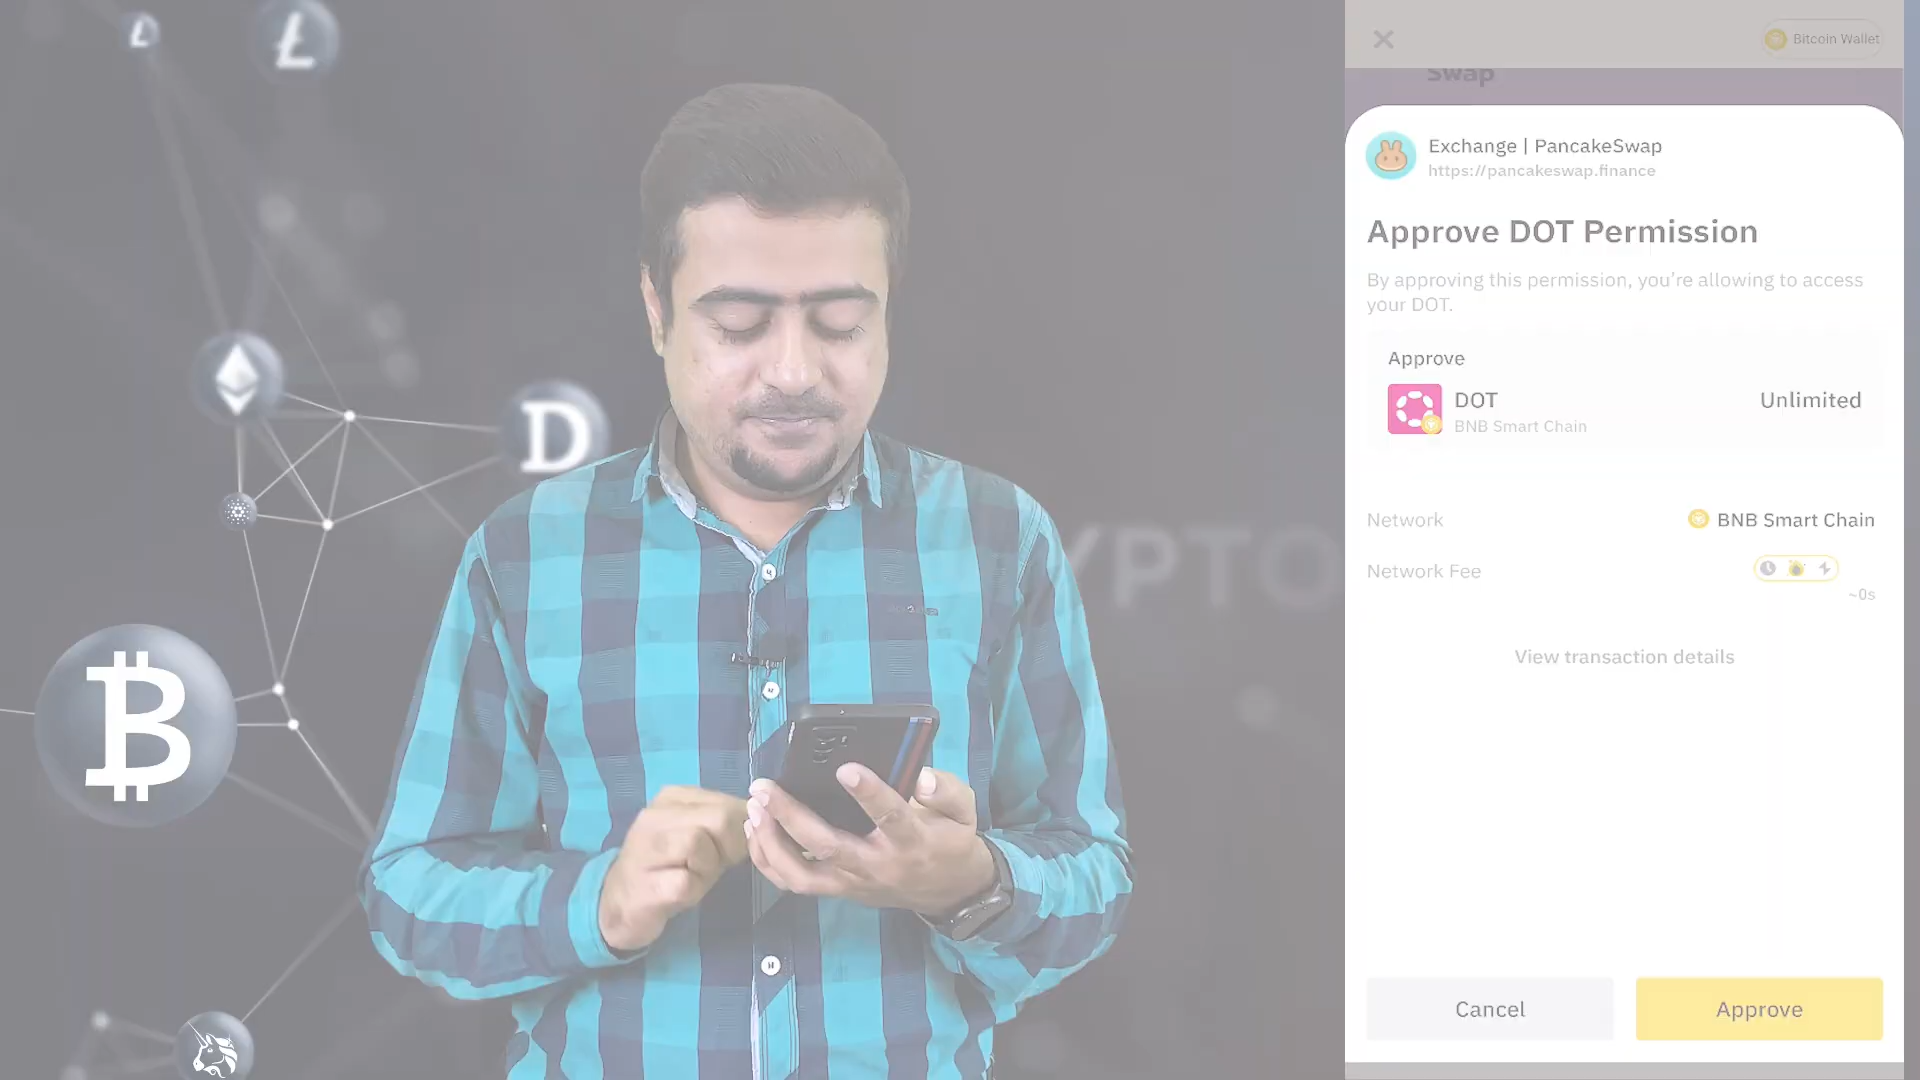 Bitcoin Wallet
Swap
Exchange | PancakeSwap
https://pancakeswap.finance
Approve DOT Permission
By approving this permission, you're allowing to access
your DOT.
Approve
DOT
Unlimited
BNB Smart Chain
Network
BNB Smart Chain
Network Fee
~0s
View transaction details
Cancel
Approve
YPTO